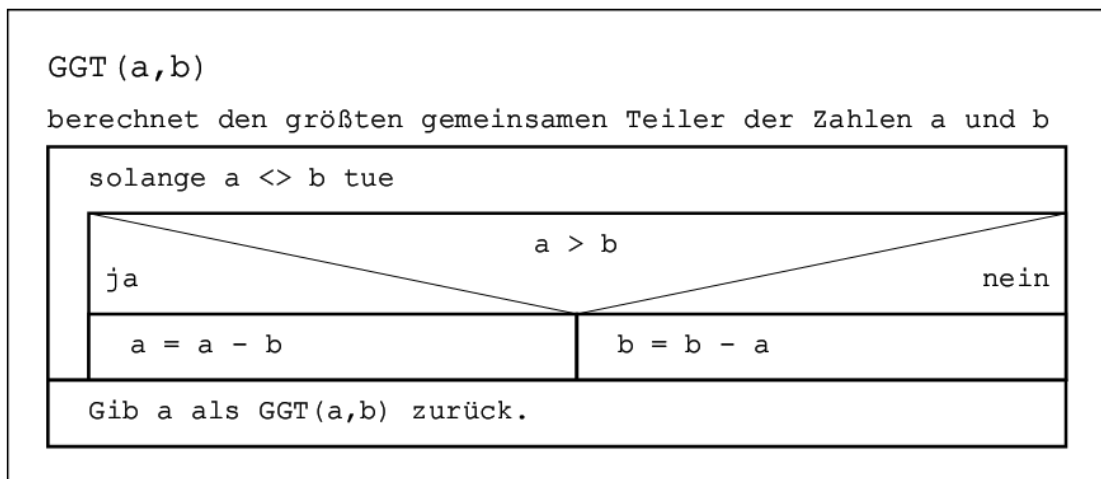 GGT(a,b)
berechnet den größten gemeinsamen Teiler der Zahlen a und b
solange a <> b tue
a > b
ja
nein
a = a - b
b = b - a
Gib a als GGT(a,b) zurück.